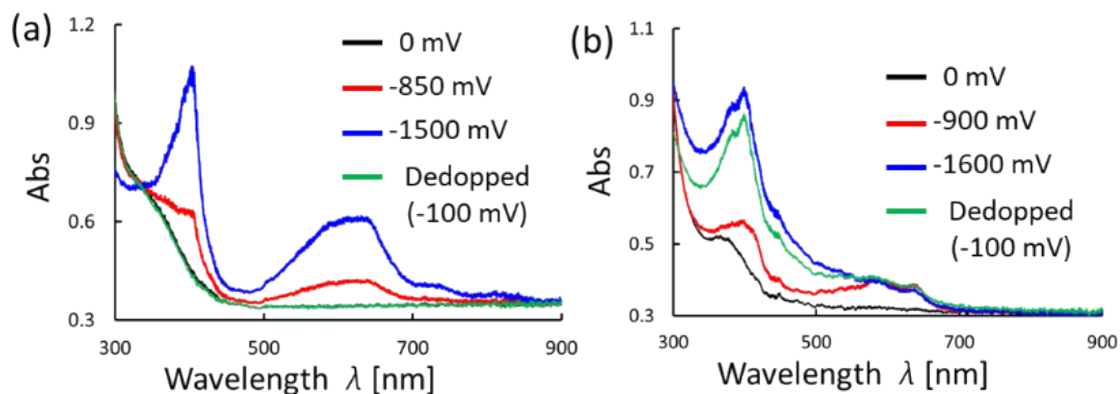 (a)
1.2
0.9
0.6
0.3
Abs
0 mV
-850 mV
-1500 mV
Dedopped
(-100 mV)
300
500
700
900
Wavelength λ [nm]
(b)
1.1
0.9
0.7
0.5
0.3
Abs
0 mV
-900 mV
-1600 mV
Dedopped
(-100 mV)
300
500
700
900
Wavelength λ [nm]